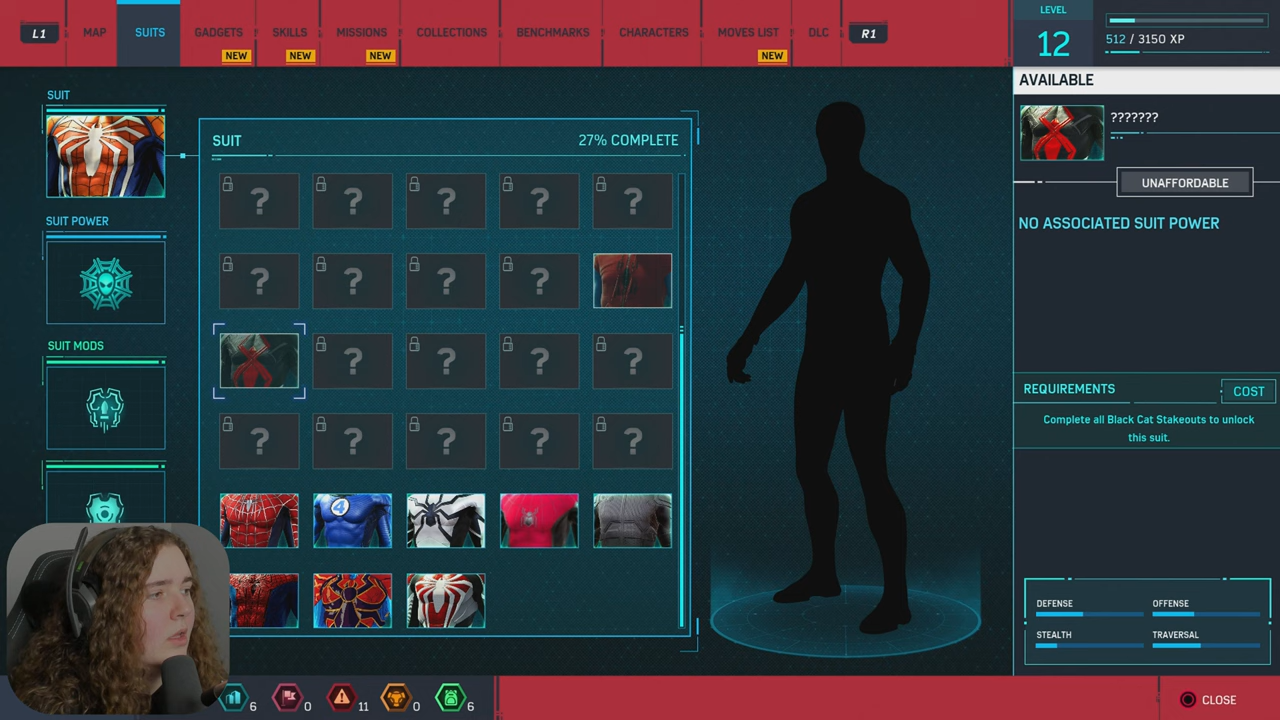 L1
MAP
SUITS
GADGETS
SKILLS
MISSIONS
COLLECTIONS
BENCHMARKS
CHARACTERS
MOVES LIST
DLC
R1
NEW
NEW
NEW
NEW
LEVEL
12
512 / 3150 XP
AVAILABLE
???????
UNAFFORDABLE
NO ASSOCIATED SUIT POWER
REQUIREMENTS
COST
Complete all Black Cat Stakeouts to unlock
this suit.
DEFENSE
OFFENSE
STEALTH
TRAVERSAL
SUIT
SUIT POWER
SUIT MODS
SUIT
27% COMPLETE
? ? ? ? ?
? ? ? ?
? ? ? ?
? ? ? ? ?
4
6
0
11
0
6
CLOSE